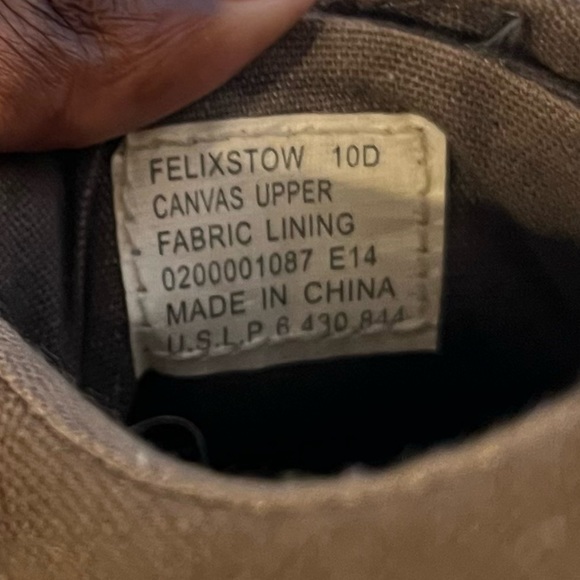 FELIXSTOW 10D
CANVAS UPPER
FABRIC LINING
0200001087 E14
MADE IN CHINA
U.S.L.P 6 430 844